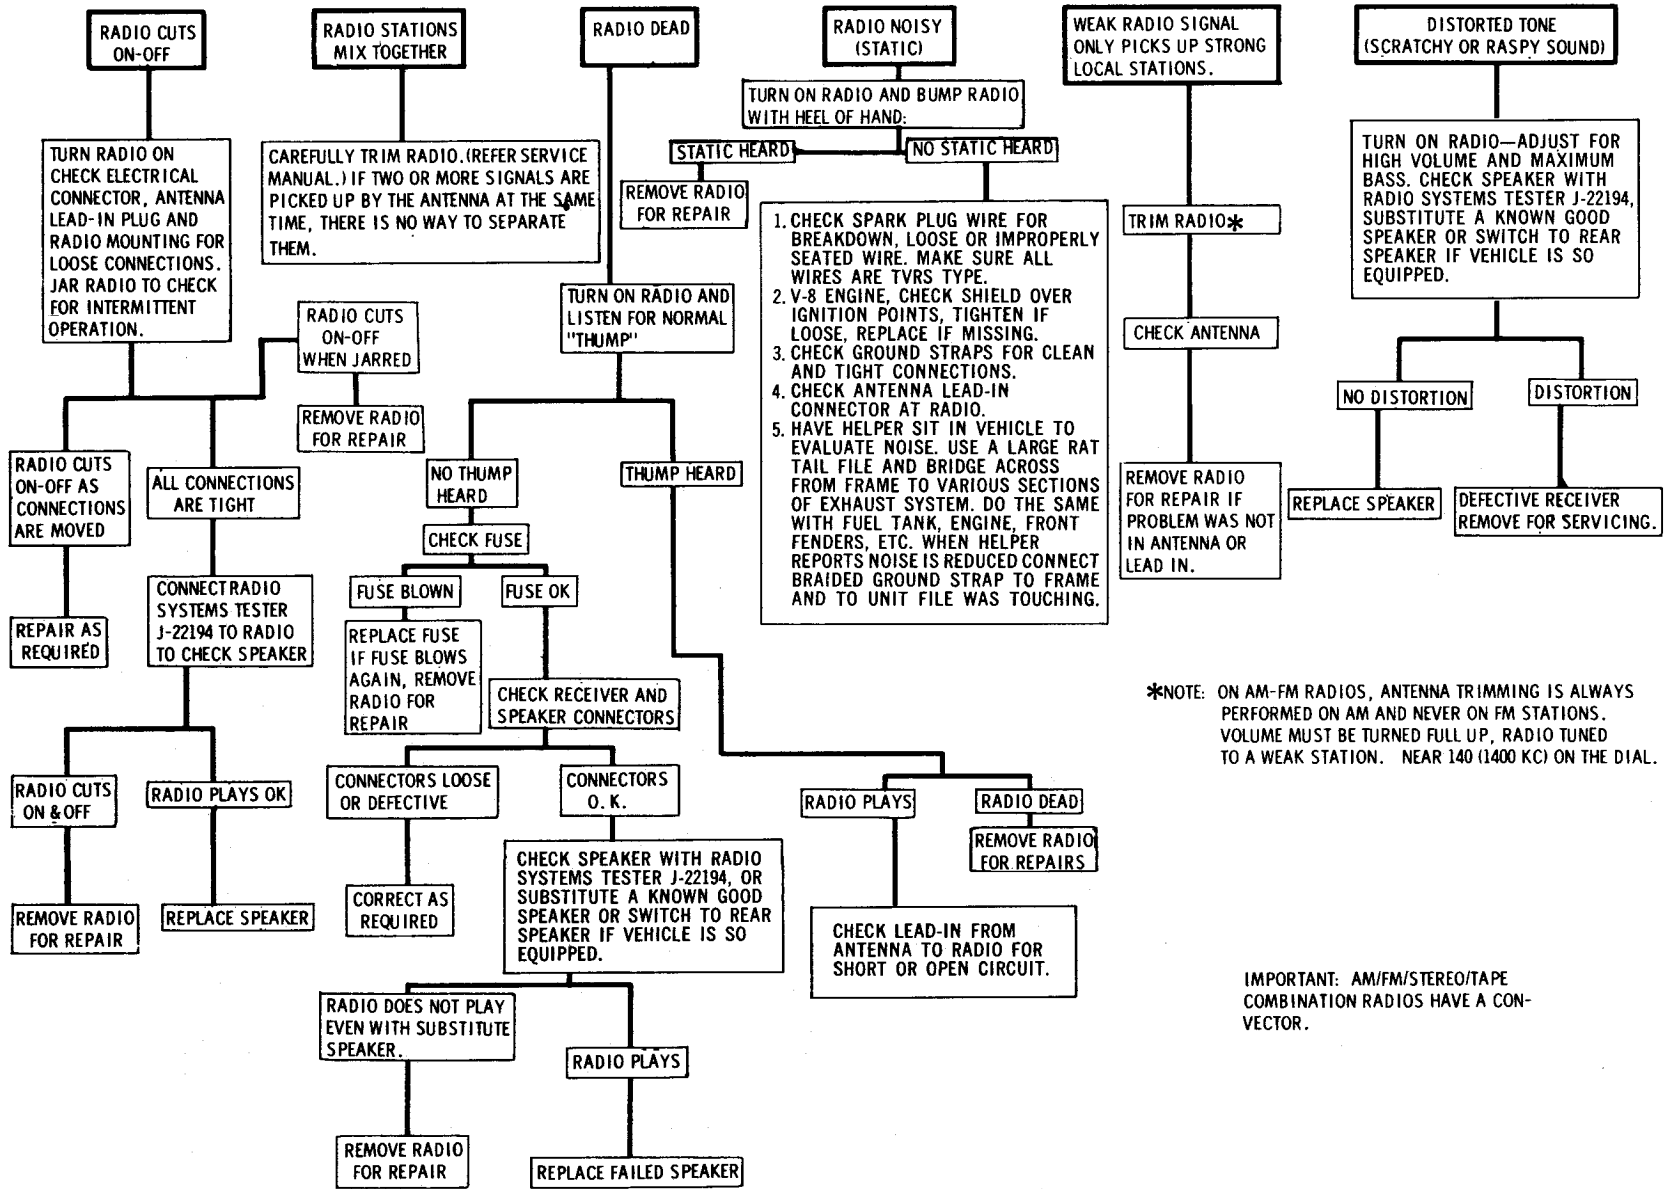 RADIO CUTS
ON-OFF
TURN RADIO ON
CHECK ELECTRICAL
CONNECTOR, ANTENNA
LEAD-IN PLUG AND
RADIO MOUNTING FOR
LOOSE CONNECTIONS.
JAR RADIO TO CHECK
FOR INTERMITTENT
OPERATION.
RADIO CUTS
ON-OFF
WHEN JARRED
REMOVE RADIO
FOR REPAIR
RADIO CUTS
ON-OFF AS
CONNECTIONS
ARE MOVED
REPAIR AS
REQUIRED
ALL CONNECTIONS
ARE TIGHT
CONNECT RADIO
SYSTEMS TESTER
J-22194 TO RADIO
TO CHECK SPEAKER
RADIO CUTS
ON & OFF
REMOVE RADIO
FOR REPAIR
RADIO PLAYS OK
REPLACE SPEAKER
RADIO STATIONS
MIX TOGETHER
CAREFULLY TRIM RADIO.(REFER SERVICE
MANUAL.) IF TWO OR MORE SIGNALS ARE
PICKED UP BY THE ANTENNA AT THE SAME
TIME, THERE IS NO WAY TO SEPARATE
THEM.
RADIO DEAD
TURN ON RADIO AND
LISTEN FOR NORMAL
"THUMP"
NO THUMP
HEARD
CHECK FUSE
FUSE BLOWN
REPLACE FUSE
IF FUSE BLOWS
AGAIN, REMOVE
RADIO FOR
REPAIR
FUSE OK
CHECK RECEIVER AND
SPEAKER CONNECTORS
CONNECTORS LOOSE
OR DEFECTIVE
CORRECT AS
REQUIRED
CONNECTORS
O. K.
CHECK SPEAKER WITH RADIO
SYSTEMS TESTER J-22194, OR
SUBSTITUTE A KNOWN GOOD
SPEAKER OR SWITCH TO REAR
SPEAKER IF VEHICLE IS SO
EQUIPPED.
RADIO DOES NOT PLAY
EVEN WITH SUBSTITUTE
SPEAKER.
REMOVE RADIO
FOR REPAIR
RADIO PLAYS
REPLACE FAILED SPEAKER
THUMP HEARD
RADIO PLAYS
CHECK LEAD-IN FROM
ANTENNA TO RADIO FOR
SHORT OR OPEN CIRCUIT.
RADIO DEAD
REMOVE RADIO
FOR REPAIRS
RADIO NOISY
(STATIC)
TURN ON RADIO AND BUMP RADIO
WITH HEEL OF HAND:
STATIC HEARD
REMOVE RADIO
FOR REPAIR
NO STATIC HEARD
1. CHECK SPARK PLUG WIRE FOR
BREAKDOWN, LOOSE OR IMPROPERLY
SEATED WIRE. MAKE SURE ALL
WIRES ARE TVRS TYPE.
2. V-8 ENGINE, CHECK SHIELD OVER
IGNITION POINTS, TIGHTEN IF
LOOSE, REPLACE IF MISSING.
3. CHECK GROUND STRAPS FOR CLEAN
AND TIGHT CONNECTIONS.
4. CHECK ANTENNA LEAD-IN
CONNECTOR AT RADIO.
5. HAVE HELPER SIT IN VEHICLE TO
EVALUATE NOISE. USE A LARGE RAT
TAIL FILE AND BRIDGE ACROSS
FROM FRAME TO VARIOUS SECTIONS
OF EXHAUST SYSTEM. DO THE SAME
WITH FUEL TANK, ENGINE, FRONT
FENDERS, ETC. WHEN HELPER
REPORTS NOISE IS REDUCED CONNECT
BRAIDED GROUND STRAP TO FRAME
AND TO UNIT FILE WAS TOUCHING.
WEAK RADIO SIGNAL
ONLY PICKS UP STRONG
LOCAL STATIONS.
TRIM RADIO*
CHECK ANTENNA
REMOVE RADIO
FOR REPAIR IF
PROBLEM WAS NOT
IN ANTENNA OR
LEAD IN.
DISTORTED TONE
(SCRATCHY OR RASPY SOUND)
TURN ON RADIO—ADJUST FOR
HIGH VOLUME AND MAXIMUM
BASS. CHECK SPEAKER WITH
RADIO SYSTEMS TESTER J-22194,
SUBSTITUTE A KNOWN GOOD
SPEAKER OR SWITCH TO REAR
SPEAKER IF VEHICLE IS SO
EQUIPPED.
NO DISTORTION
REPLACE SPEAKER
DISTORTION
DEFECTIVE RECEIVER
REMOVE FOR SERVICING.
*NOTE: ON AM-FM RADIOS, ANTENNA TRIMMING IS ALWAYS
PERFORMED ON AM AND NEVER ON FM STATIONS.
VOLUME MUST BE TURNED FULL UP, RADIO TUNED
TO A WEAK STATION. NEAR 140 (1400 KC) ON THE DIAL.
IMPORTANT: AM/FM/STEREO/TAPE
COMBINATION RADIOS HAVE A CON-
VECTOR.